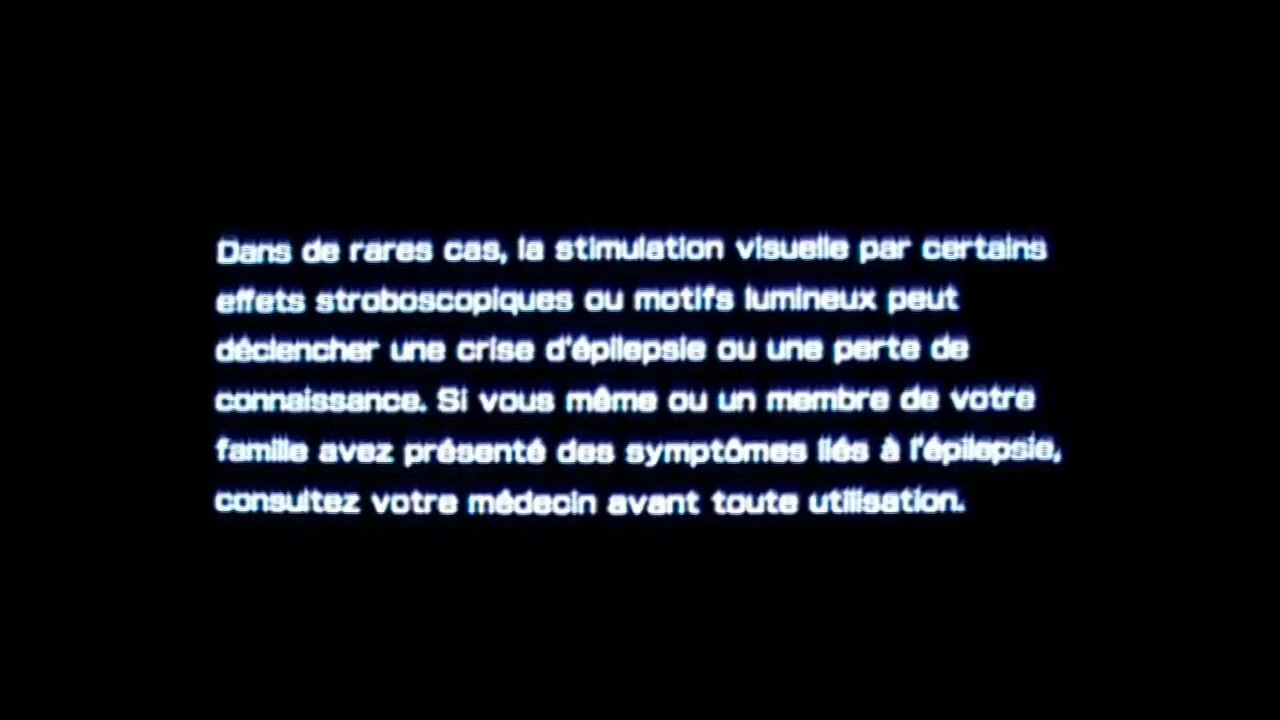 Dans de rares cas, la stimulation visuelle par certains
effets stroboscopiques ou motifs lumineux peut
déclencher une crise d'épilepsie ou une perte de
connaissance. Si vous même ou un membre de votre
famille avez présenté des symptômes liés à l'épilepsie,
consultez votre médecin avant toute utilisation.